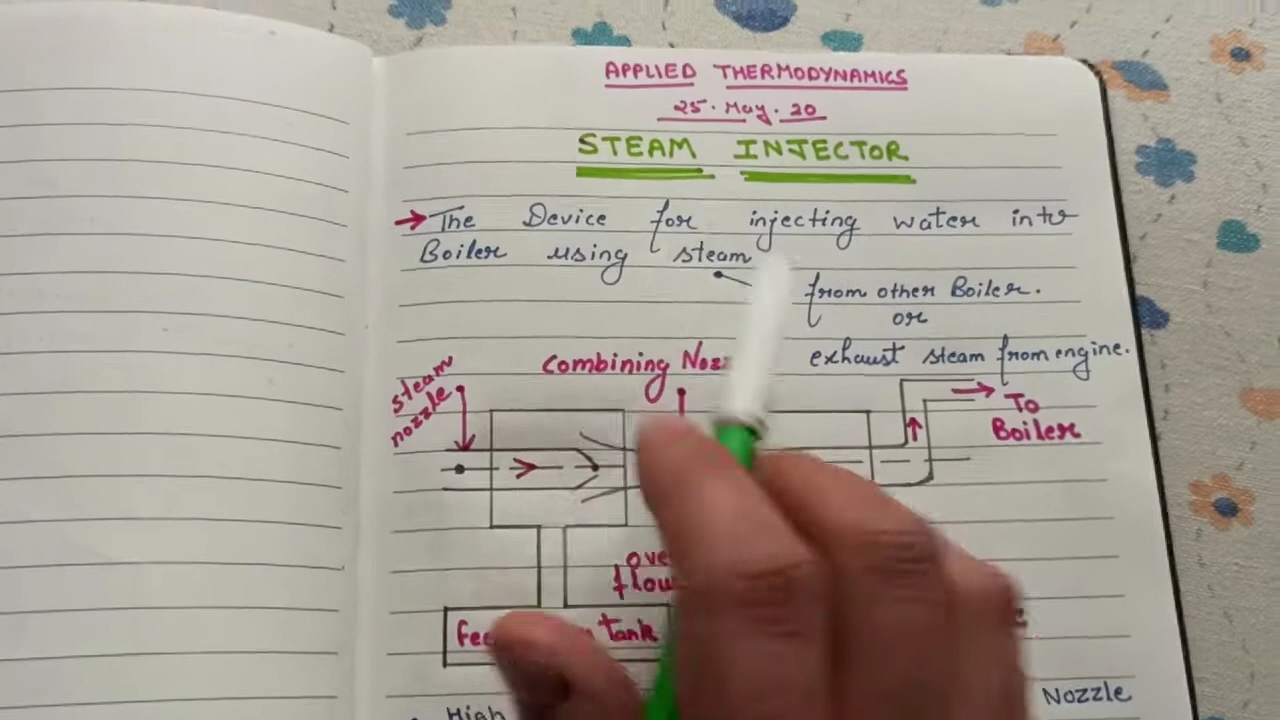 APPLIED THERMODYNAMICS
25. May. 20
STEAM INJECTOR
→ The Device for injecting water into
Boiler using steam
from other Boiler.
or
exhaust steam from engine.
steam
nozzle
Combining
To
Boiler
tank
High
Nozzle